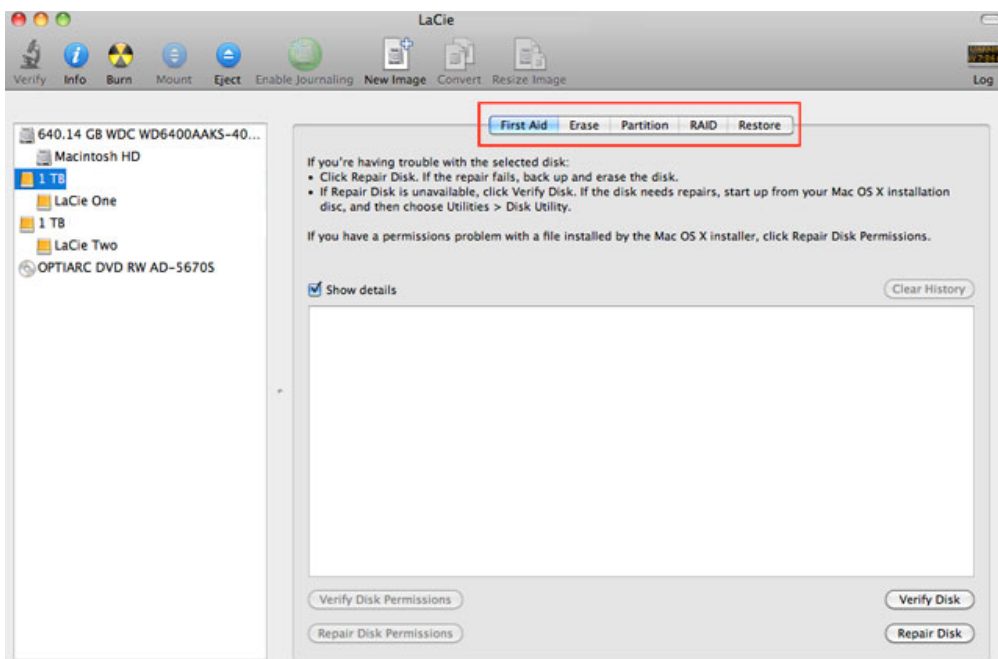 LaCie
Verify Info Burn Mount Eject Enable Journaling New Image Convert Resize Image Log
640.14 GB WDC WD6400AAKS-40...
Macintosh HD
1 TB
LaCie One
1 TB
LaCie Two
OPTIARC DVD RW AD-5670S
First Aid Erase Partition RAID Restore
If you're having trouble with the selected disk:
• Click Repair Disk. If the repair fails, back up and erase the disk.
• If Repair Disk is unavailable, click Verify Disk. If the disk needs repairs, start up from your Mac OS X installation
disc, and then choose Utilities > Disk Utility.
If you have a permissions problem with a file installed by the Mac OS X installer, click Repair Disk Permissions.
Show details
Clear History
Verify Disk Permissions
Verify Disk
Repair Disk Permissions
Repair Disk